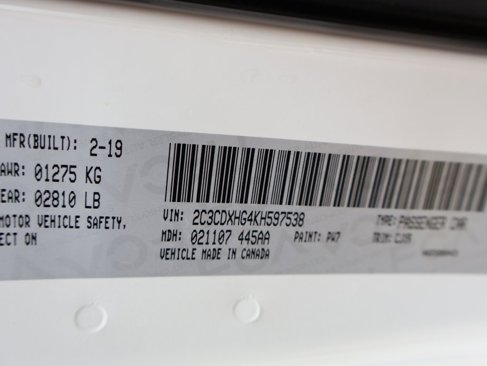 MFR(BUILT): 2-19
AWR: 01275 KG
EAR: 02810 LB
MOTOR VEHICLE SAFETY,
ECT ON
VIN: 2C3CDXHG4KH597538
TYPE: PASSENGER CAR
MDH: 021107 445AA PAINT: PW7
TRIM:
VEHICLE MADE IN CANADA